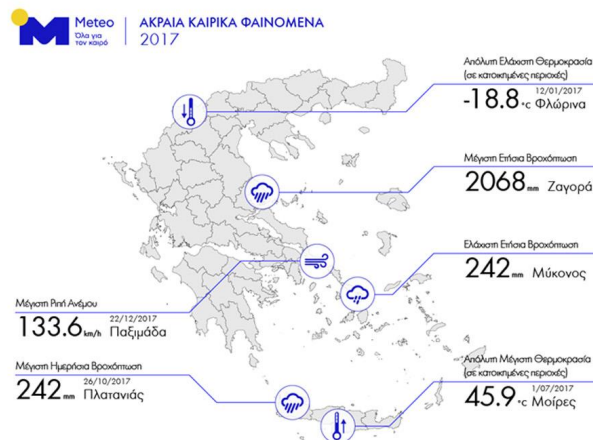 Meteo
Όλα για
τον καιρό
ΑΚΡΑΙΑ ΚΑΙΡΙΚΑ ΦΑΙΝΟΜΕΝΑ
2017
Απόλυτη Ελάχιστη Θερμοκρασία
(σε κατοικημένες περιοχές)
12/01/2017
-18.8 °C Φλώρινα
Μέγιστη Ετήσια Βροχόπτωση
2068 mm Ζαγορά
Ελάχιστη Ετήσια Βροχόπτωση
242 mm Μύκονος
Μέγιστη Ριπή Ανέμου
22/12/2017
133.6 km/h Παξιμάδα
Μέγιστη Ημερήσια Βροχόπτωση
26/10/2017
242 mm Πλατανιάς
Απόλυτη Μέγιστη Θερμοκρασία
(σε κατοικημένες περιοχές)
1/07/2017
45.9 °C Μοίρες